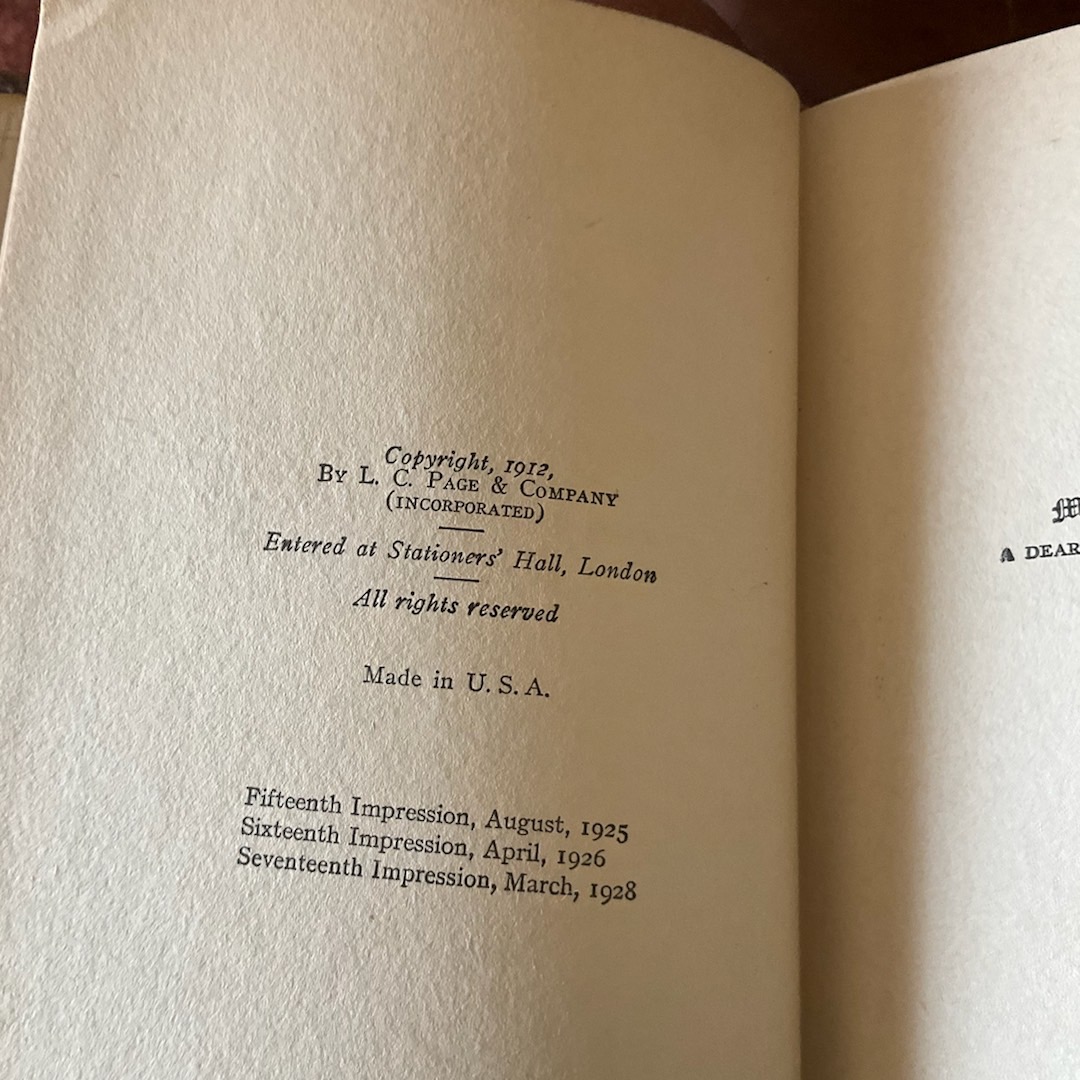 Copyright, 1912,
By L. C. Page & Company
(INCORPORATED)
Entered at Stationers' Hall, London
All rights reserved
Made in U. S. A.
Fifteenth Impression, August, 1925
Sixteenth Impression, April, 1926
Seventeenth Impression, March, 1928
A DEAR